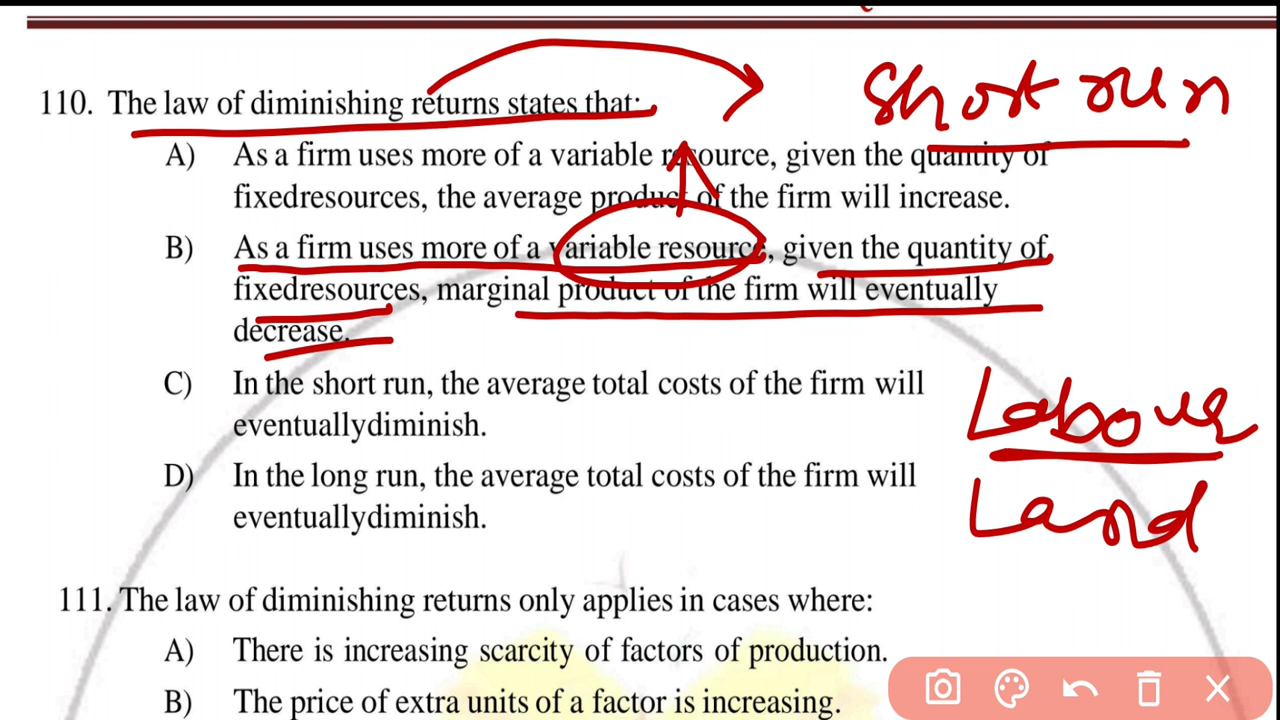 Short run
110. The law of diminishing returns states that:
A) As a firm uses more of a variable resource, given the quantity of
fixedresources, the average product of the firm will increase.
B) As a firm uses more of a variable resource, given the quantity of
fixedresources, marginal product of the firm will eventually
decrease.
C) In the short run, the average total costs of the firm will
eventuallydiminish.
Labour
D) In the long run, the average total costs of the firm will
eventuallydiminish.
Land
111. The law of diminishing returns only applies in cases where:
A) There is increasing scarcity of factors of production.
B) The price of extra units of a factor is increasing.